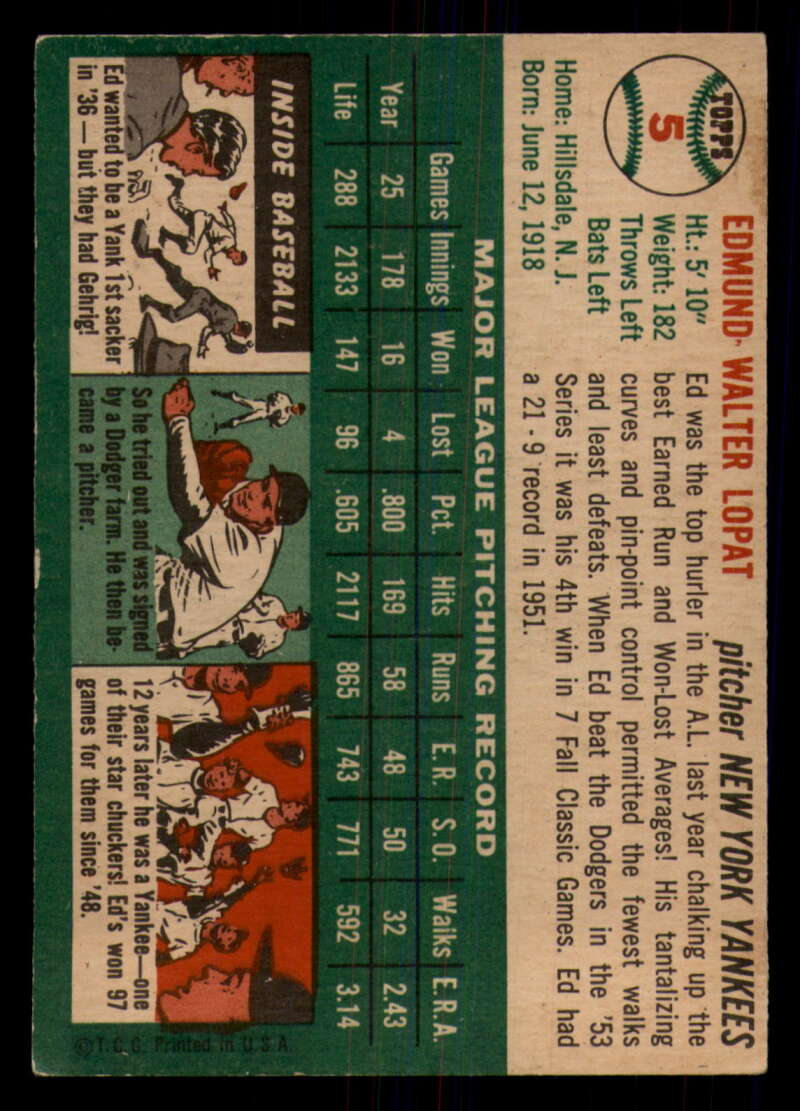 TOPPS
5
EDMUND WALTER LOPAT
pitcher NEW YORK YANKEES
Ht.: 5' 10"
Weight: 182
Throws Left
Bats Left
Home: Hillsdale, N. J.
Born: June 12, 1918
Ed was the top hurler in the A.L. last year chalking up the
best Earned Run and Won-Lost Averages! His tantalizing
curves and pin-point control permitted the fewest walks
and least defeats. When Ed beat the Dodgers in the '53
Series it was his 4th win in 7 Fall Classic Games. Ed had
a 21 - 9 record in 1951.
MAJOR LEAGUE PITCHING RECORD
Games Innings Won Lost Pct. Hits Runs E.R. S.O. Walks E.R.A.
Year 25 178 16 4 .800 169 58 48 50 32 2.43
Life 288 2133 147 96 .605 2117 865 743 771 592 3.14
INSIDE BASEBALL
Ed wanted to be a Yank 1st sacker
in '36 — but they had Gehrig!
So he tried out and was signed
by a Dodger farm. He then be-
came a pitcher.
12 years later he was a Yankee—one
of their star chuckers! Ed's won 97
games for them since '48.
© T. C. G. Printed in U S A